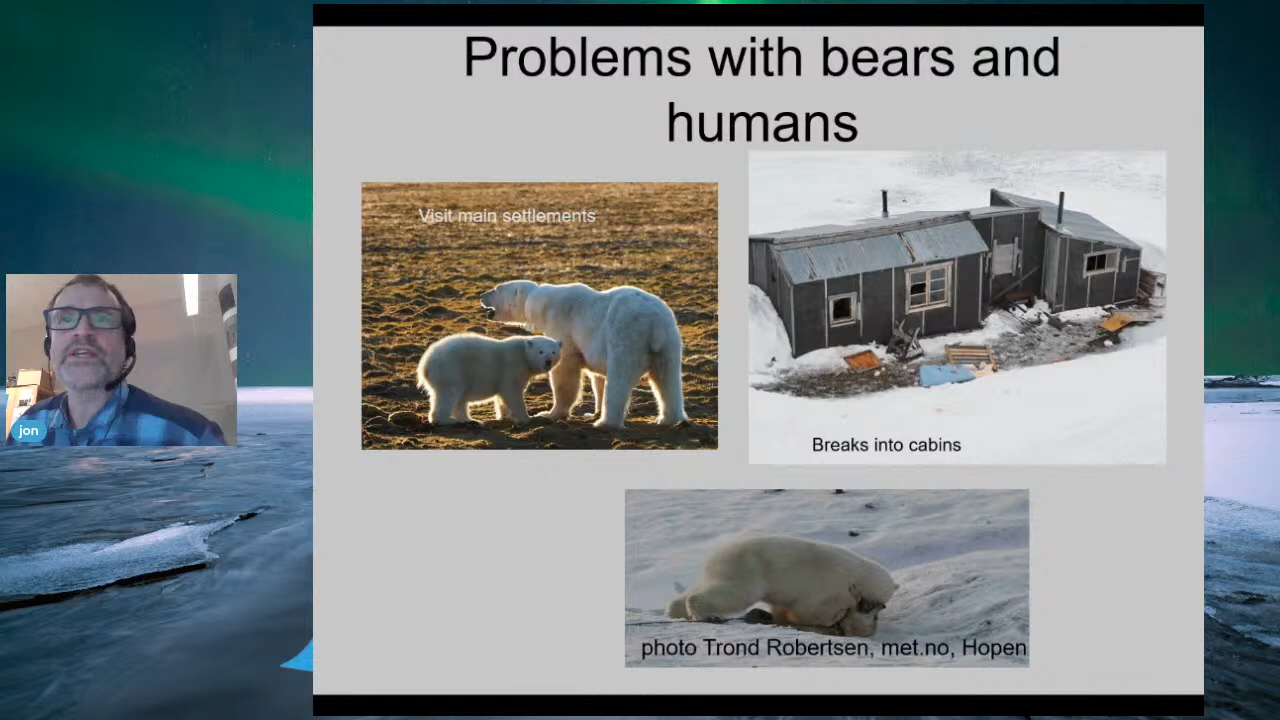 Problems with bears and
humans
Visit main settlements
Breaks into cabins
jon
photo Trond Robertsen, met.no, Hopen